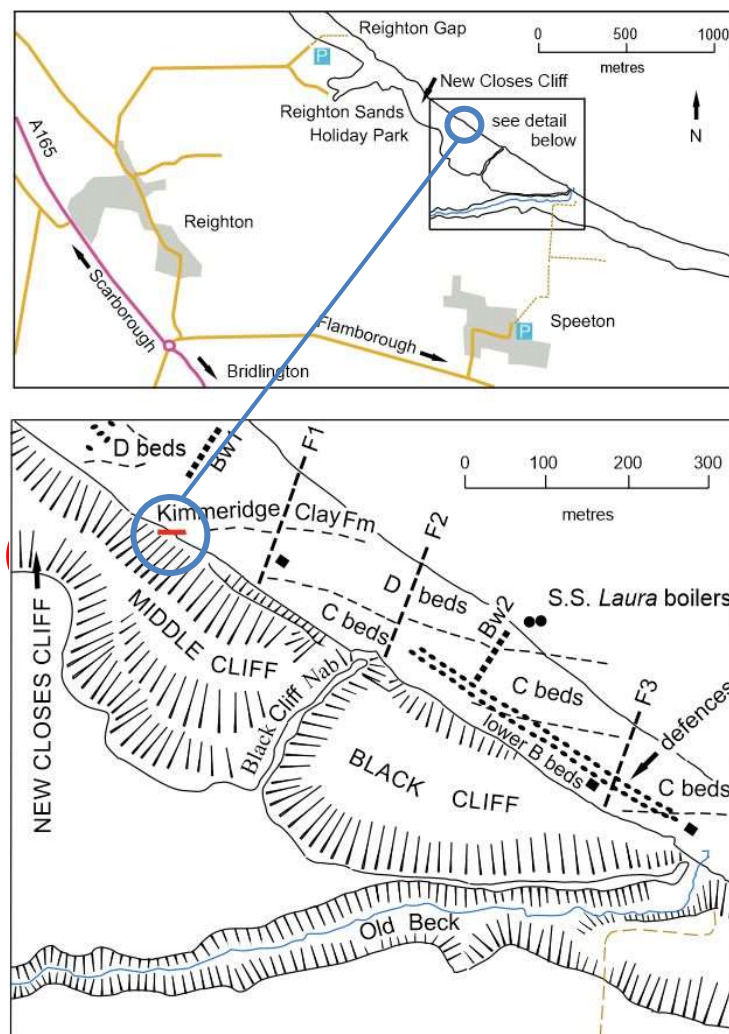 Reighton Gap
P
0 500 1000
metres
New Closes Cliff
Reighton Sands
Holiday Park
see detail
below
N
A165
Reighton
Scarborough
Flamborough
Speeton
P
Bridlington
D beds
Bw1
F1
0 100 200 300
metres
Kimmeridge Clay Fm
F2
D beds
S.S. Laura boilers
C beds
Bw2
MIDDLE CLIFF
NEW CLOSES CLIFF
Black Cliff Nab
C beds
F3
defences
lower B beds
C beds
BLACK CLIFF
Old Beck